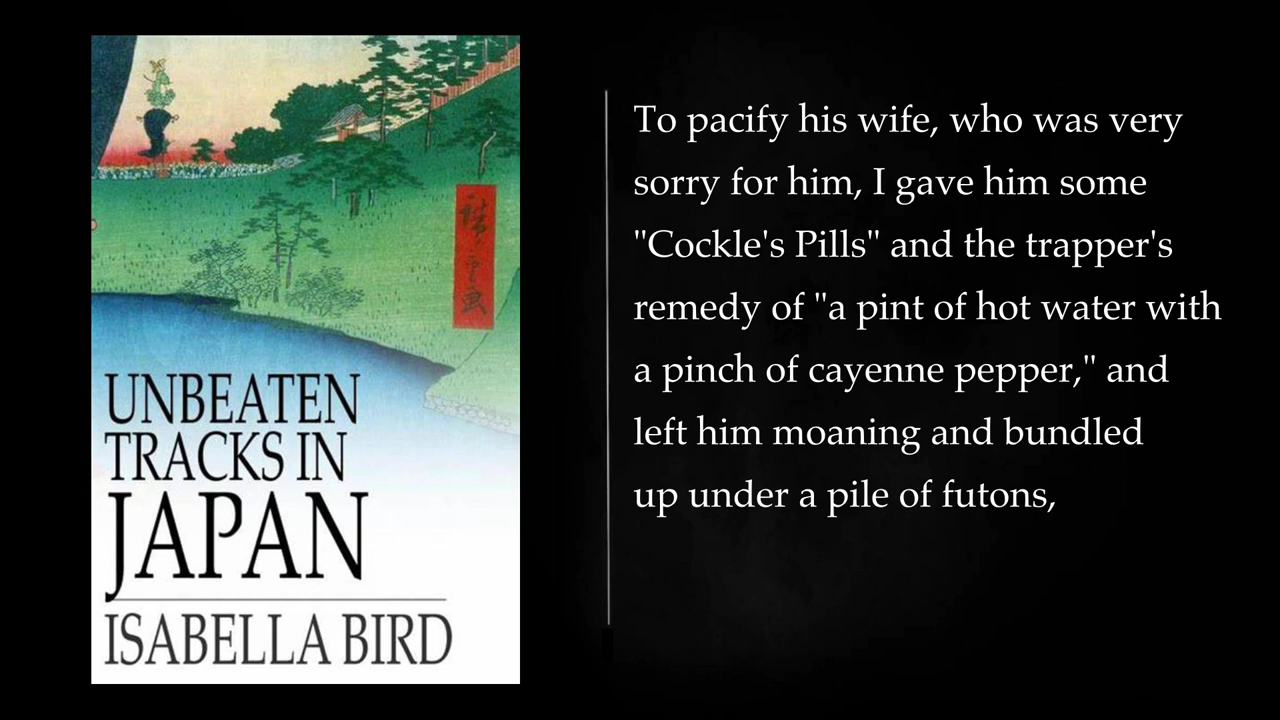 UNBEATEN
TRACKS IN
JAPAN
ISABELLA BIRD
To pacify his wife, who was very
sorry for him, I gave him some
"Cockle's Pills" and the trapper's
remedy of "a pint of hot water with
a pinch of cayenne pepper," and
left him moaning and bundled
up under a pile of futons,